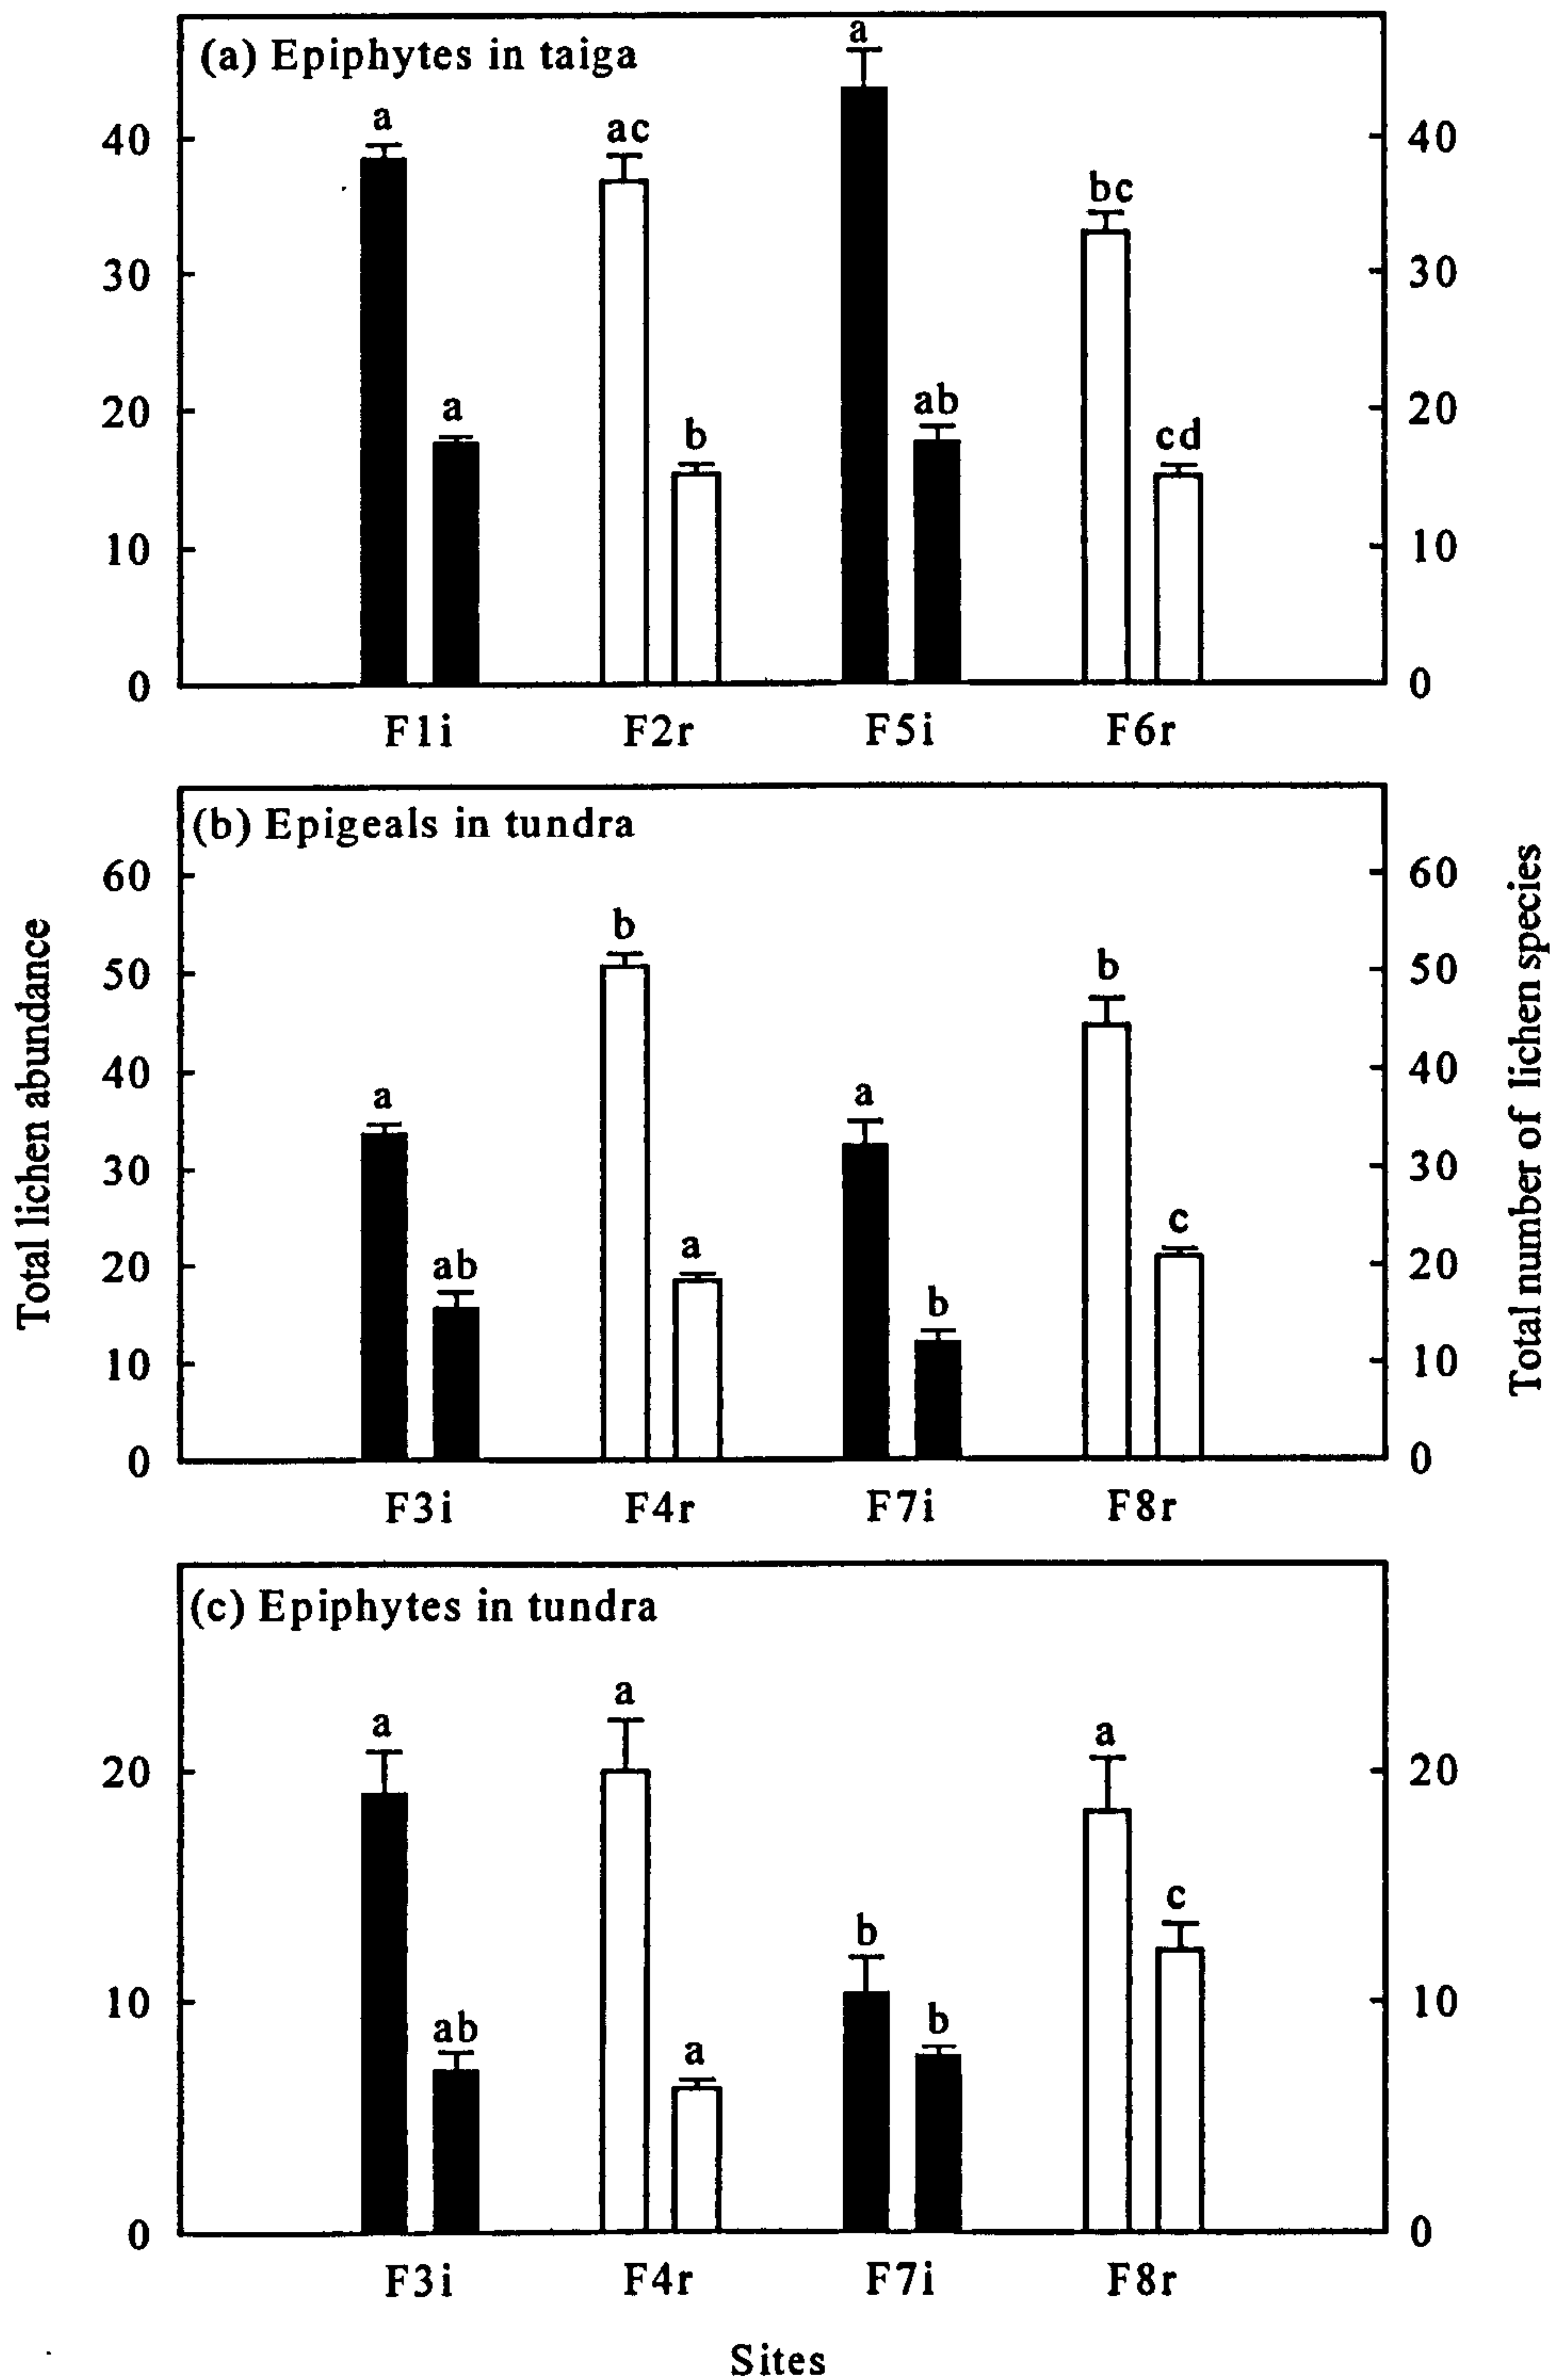 (a) Epiphytes in taiga
a
a
ac
b
a
ab
bc
cd
40
30
20
10
0
40
30
20
10
0
F1i F2r F5i F6r
(b) Epigeals in tundra
a
ab
b
a
a
b
b
c
60
50
40
30
20
10
0
60
50
40
30
20
10
0
F3i F4r F7i F8r
Total lichen abundance
Total number of lichen species
(c) Epiphytes in tundra
a
ab
a
a
b
b
a
c
20
10
0
20
10
0
F3i F4r F7i F8r
Sites